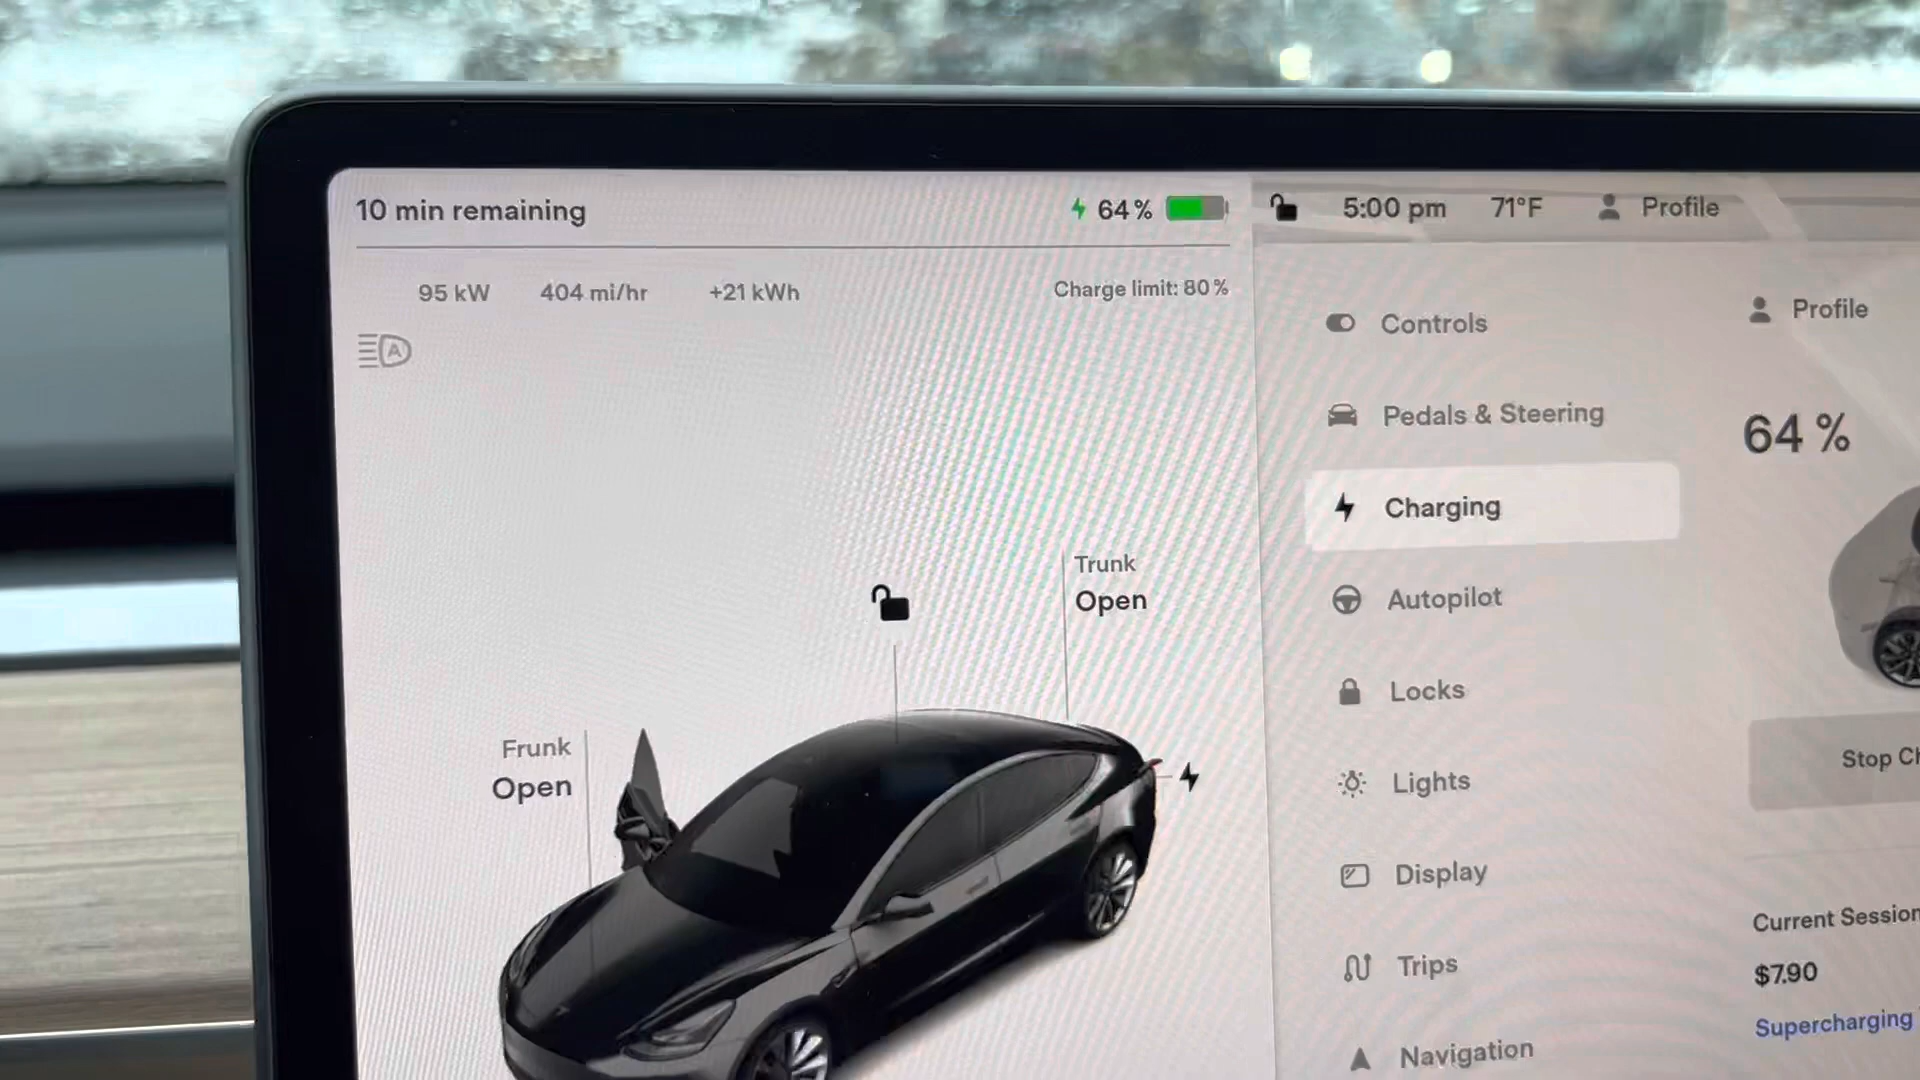 10 min remaining
64 %
5:00 pm
71°F
Profile
95 kW
404 mi/hr
+21 kWh
Charge limit: 80 %
Controls
Profile
Pedals & Steering
64 %
Charging
Trunk
Open
Autopilot
Locks
Frunk
Open
Lights
Stop
Display
Current Session
Trips
$7.90
Supercharging
Navigation